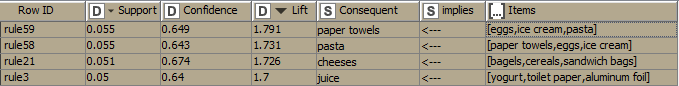 Row ID D Support D Confidence D Lift S Consequent S implies [...] Items
rule59 0.055 0.649 1.791 paper towels <--- [eggs,ice cream,pasta]
rule58 0.055 0.643 1.731 pasta <--- [paper towels,eggs,ice cream]
rule21 0.051 0.674 1.726 cheeses <--- [bagels,cereals,sandwich bags]
rule3 0.05 0.64 1.7 juice <--- [yogurt,toilet paper,aluminum foil]